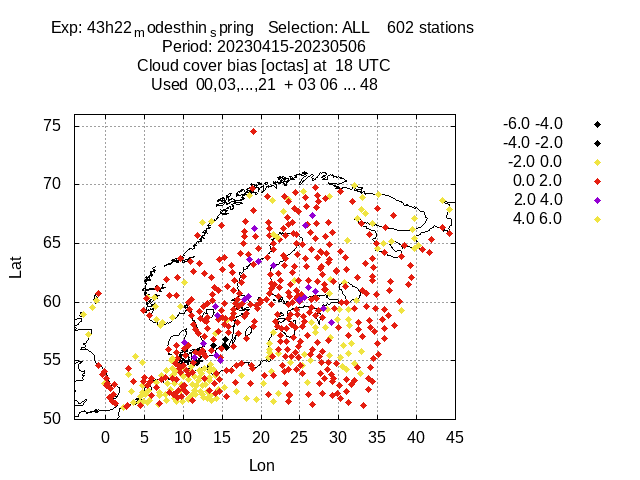 Exp: 43h22modesthinspring Selection: ALL 602 stations
Period: 20230415-20230506
Cloud cover bias [octas] at 18 UTC
Used 00,03,...,21 + 03 06 ... 48
-6.0 -4.0
-4.0 -2.0
-2.0 0.0
0.0 2.0
2.0 4.0
4.0 6.0
75
70
65
60
55
50
Lat
0 5 10 15 20 25 30 35 40 45
Lon